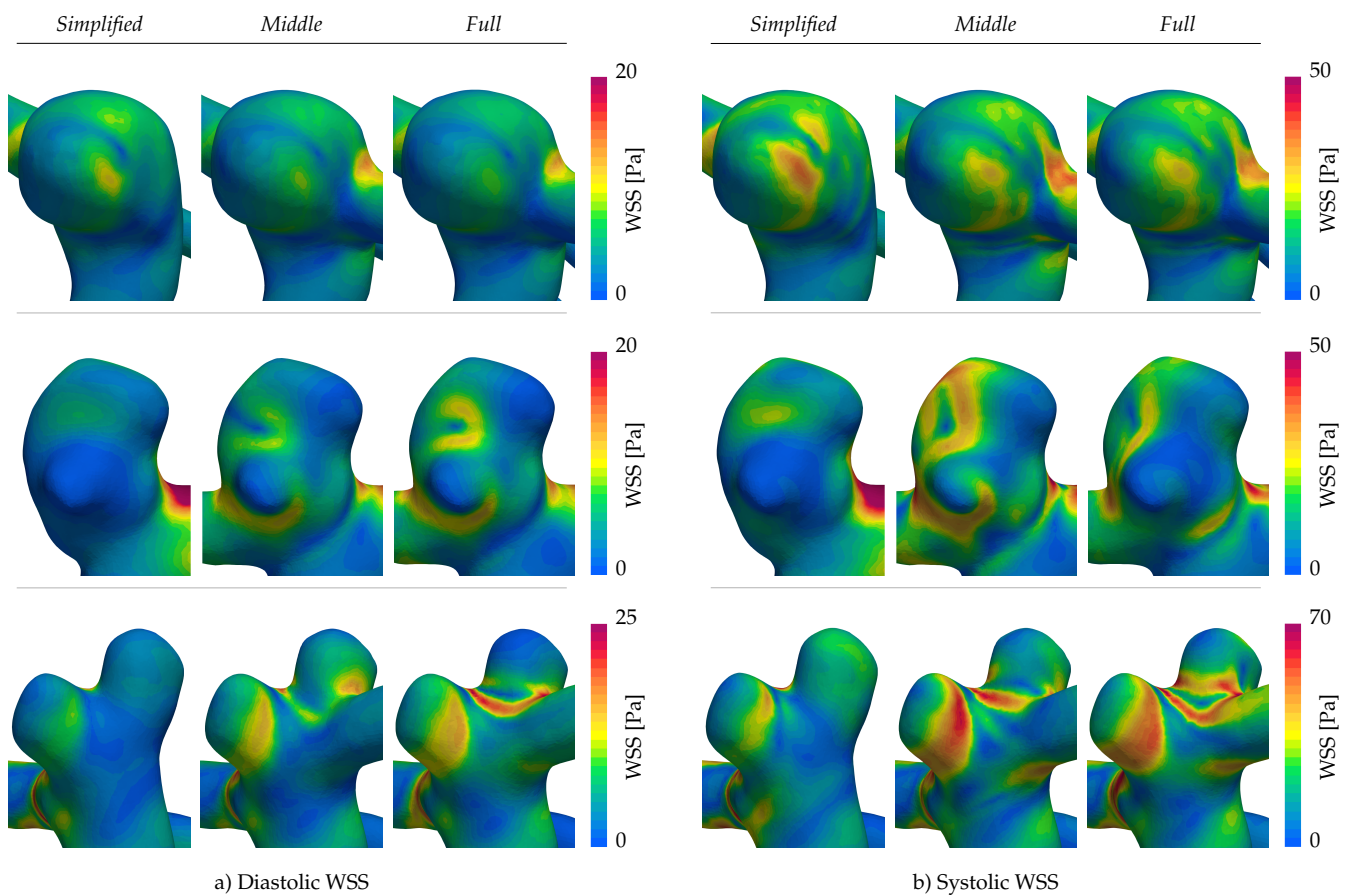 Simplified Middle Full Simplified Middle Full
20 50
WSS [Pa] WSS [Pa]
0 0
20 50
WSS [Pa] WSS [Pa]
0 0
25 70
WSS [Pa] WSS [Pa]
0 0
a) Diastolic WSS b) Systolic WSS